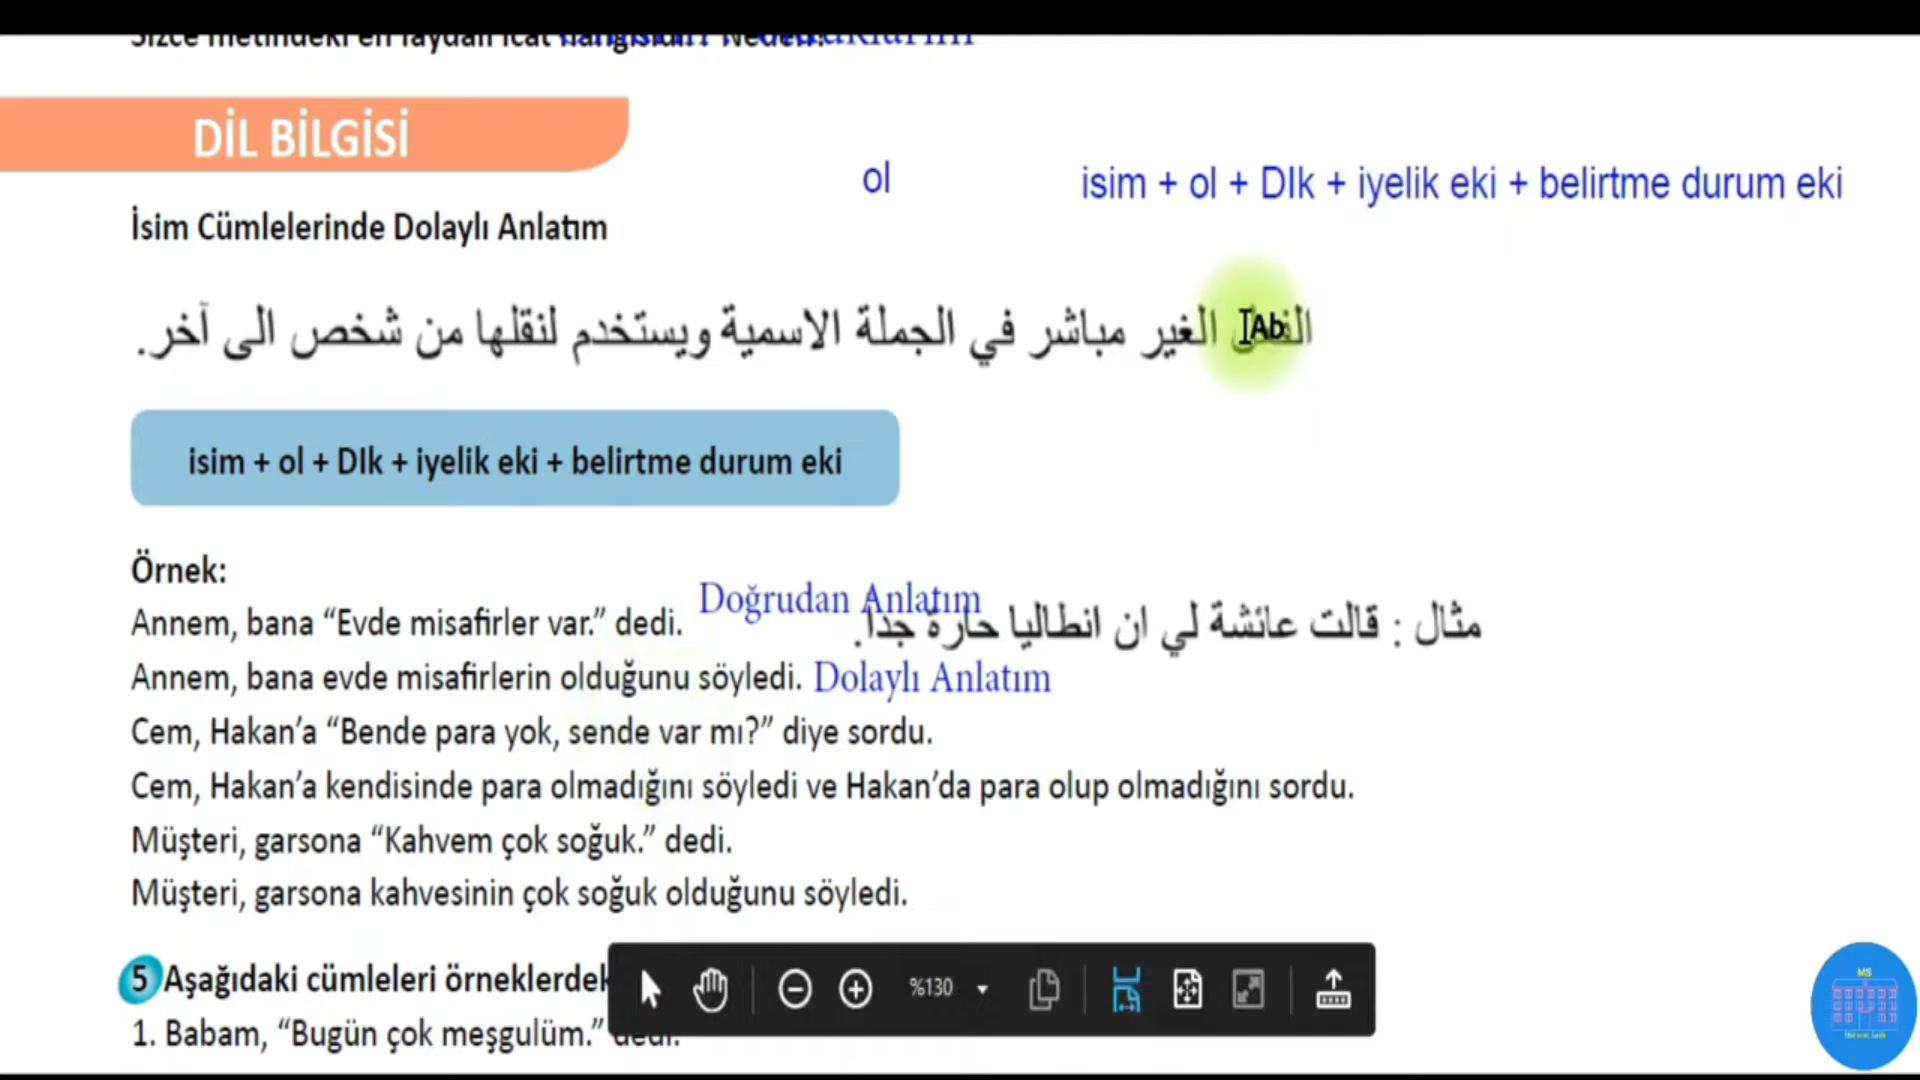 DİL BİLGİSİ
ol
isim + ol + DIk + iyelik eki + belirtme durum eki
İsim Cümlelerinde Dolaylı Anlatım
الغير مباشر في الجملة الاسمية ويستخدم لنقلها من شخص الى آخر.
isim + ol + DIk + iyelik eki + belirtme durum eki
Örnek:
Annem, bana “Evde misafirler var.” dedi.
Doğrudan Anlatım
مثال : قالت عائشة لي ان انطاليا حارة جدا.
Annem, bana evde misafirlerin olduğunu söyledi.
Dolaylı Anlatım
Cem, Hakan’a “Bende para yok, sende var mı?” diye sordu.
Cem, Hakan’a kendisinde para olmadığını söyledi ve Hakan’da para olup olmadığını sordu.
Müşteri, garsona “Kahvem çok soğuk.” dedi.
Müşteri, garsona kahvesinin çok soğuk olduğunu söyledi.
5 Aşağıdaki cümleleri örneklerdek
1. Babam, “Bugün çok meşgulüm.” dedi.
%130
MS